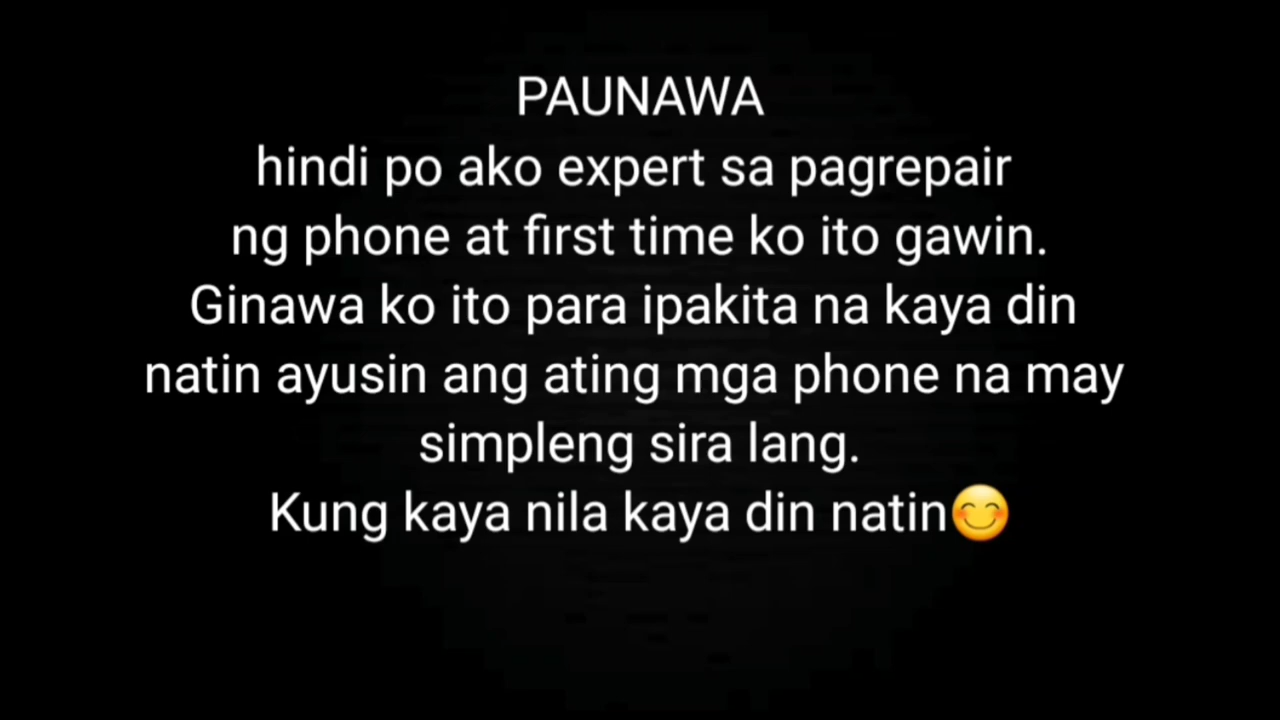 PAUNAWA
hindi po ako expert sa pagrepair
ng phone at first time ko ito gawin.
Ginawa ko ito para ipakita na kaya din
natin ayusin ang ating mga phone na may
simpleng sira lang.
Kung kaya nila kaya din natin😊